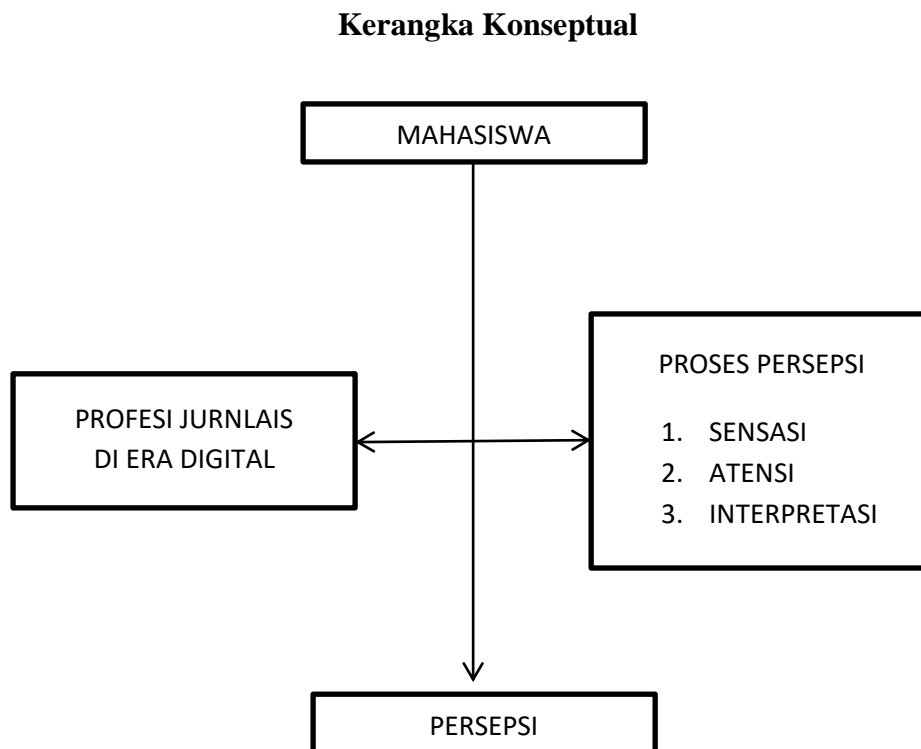 Kerangka Konseptual
MAHASISWA
PROFESI JURNLAIS
DI ERA DIGITAL
PROSES PERSEPSI
1. SENSASI
2. ATENSI
3. INTERPRETASI
PERSEPSI